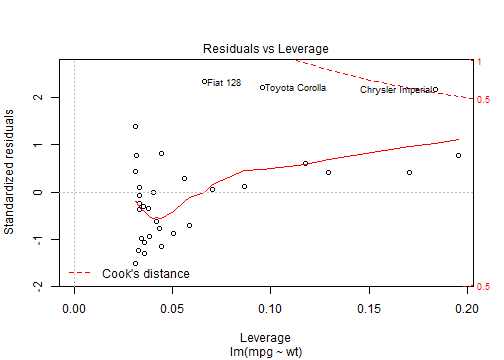 Residuals vs Leverage
Standardized residuals
2
1
0
-1
-2
1
0.5
0.5
Fiat 128
Toyota Corolla
Chrysler Imperial
Cook's distance
0.00
0.05
0.10
0.15
0.20
Leverage
lm(mpg ~ wt)